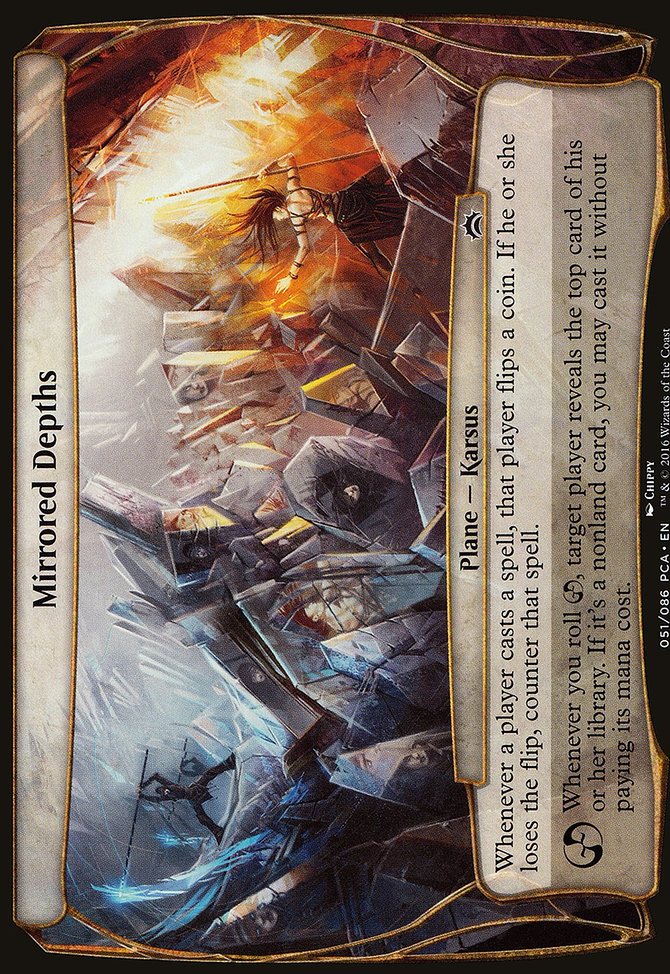 Mirrored Depths
Plane — Karsus
Whenever a player casts a spell, that player flips a coin. If he or she
loses the flip, counter that spell.
Whenever you roll , target player reveals the top card of his
or her library. If it's a nonland card, you may cast it without
paying its mana cost.
051/086 PCA • EN Chippy ™ & © 2016 Wizards of the Coast